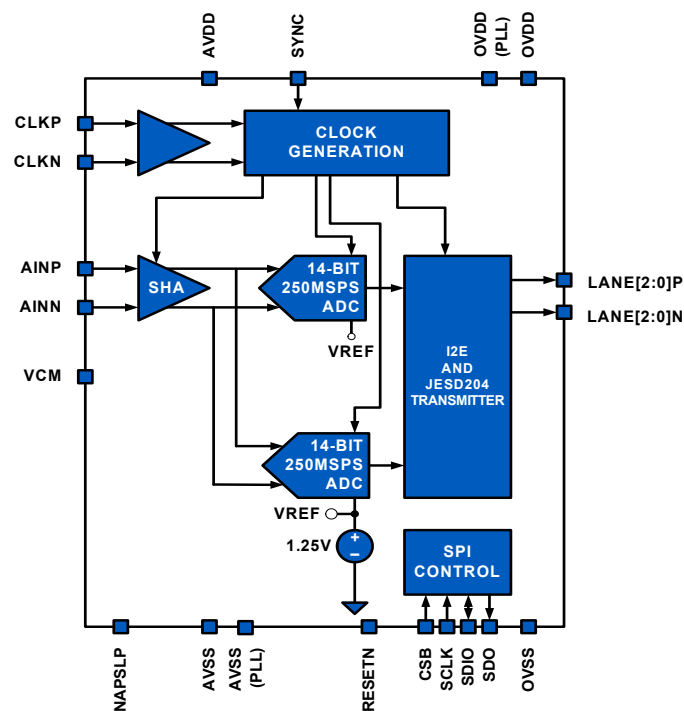 AVDD
SYNC
OVDD
(PLL)
OVDD
CLKP
CLKN
CLOCK
GENERATION
AINP
AINN
SHA
14-BIT
250MSPS
ADC
VREF
LANE[2:0]P
LANE[2:0]N
I2E
AND
JESD204
TRANSMITTER
VCM
14-BIT
250MSPS
ADC
VREF
1.25V
+
–
SPI
CONTROL
NAPSLP
AVSS
AVSS
(PLL)
RESETN
CSB
SCLK
SDIO
SDO
OVSS